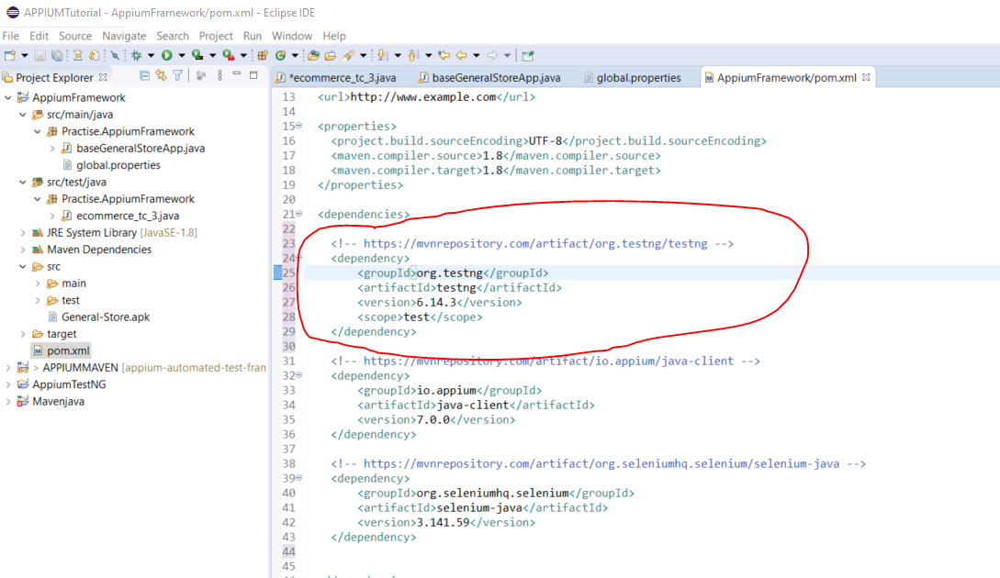 APPIUMTutorial - AppiumFramework/pom.xml - Eclipse IDE
File Edit Source Navigate Search Project Run Window Help
Project Explorer
AppiumFramework
src/main/java
Practise.AppiumFramework
baseGeneralStoreApp.java
global.properties
src/test/java
Practise.AppiumFramework
ecommerce_tc_3.java
JRE System Library [JavaSE-1.8]
Maven Dependencies
src
main
test
General-Store.apk
target
pom.xml
> APPIUMMAVEN [appium-automated-test-fram
AppiumTestNG
Mavenjava
*ecommerce_tc_3.java baseGeneralStoreApp.java global.properties AppiumFramework/pom.xml
13 <url>http://www.example.com</url>
14
15 <properties>
16 <project.build.sourceEncoding>UTF-8</project.build.sourceEncoding>
17 <maven.compiler.source>1.8</maven.compiler.source>
18 <maven.compiler.target>1.8</maven.compiler.target>
19 </properties>
20
21 <dependencies>
22
23 <!-- https://mvnrepository.com/artifact/org.testng/testng -->
24 <dependency>
25 <groupId>org.testng</groupId>
26 <artifactId>testng</artifactId>
27 <version>6.14.3</version>
28 <scope>test</scope>
29 </dependency>
30
31 <!-- https://mvnrepository.com/artifact/io.appium/java-client -->
32 <dependency>
33 <groupId>io.appium</groupId>
34 <artifactId>java-client</artifactId>
35 <version>7.0.0</version>
36 </dependency>
37
38 <!-- https://mvnrepository.com/artifact/org.seleniumhq.selenium/selenium-java -->
39 <dependency>
40 <groupId>org.seleniumhq.selenium</groupId>
41 <artifactId>selenium-java</artifactId>
42 <version>3.141.59</version>
43 </dependency>
44
45